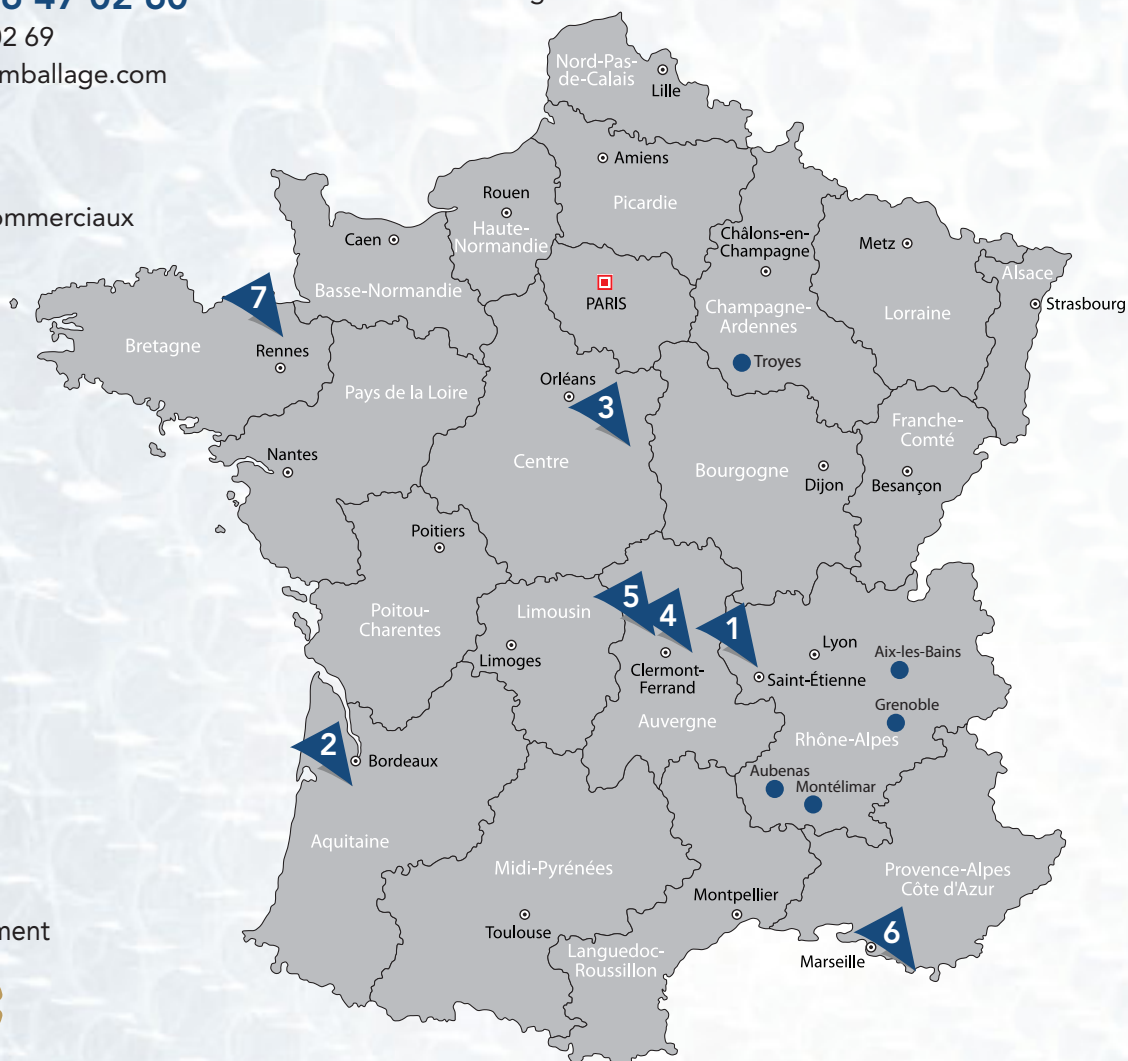 02 69
mballage.com
ommerciaux
Nord-Pas-
de-Calais
Lille
Amiens
Picardie
Rouen
Haute-
Normandie
Caen
Basse-Normandie
PARIS
Châlons-en-
Champagne
Champagne-
Ardennes
Troyes
Metz
Lorraine
Alsace
Strasbourg
7
Bretagne
Rennes
Pays de la Loire
Nantes
Orléans
3
Centre
Bourgogne
Dijon
Franche-
Comté
Besançon
Poitiers
Poitou-
Charentes
Limousin
Limoges
5
4
Clermont-
Ferrand
Auvergne
1
Lyon
Saint-Étienne
Aix-les-Bains
Grenoble
Rhône-Alpes
Aubenas
Montélimar
2
Bordeaux
Aquitaine
Midi-Pyrénées
Toulouse
Montpellier
Languedoc-
Roussillon
Provence-Alpes
Côte d'Azur
6
Marseille
ment